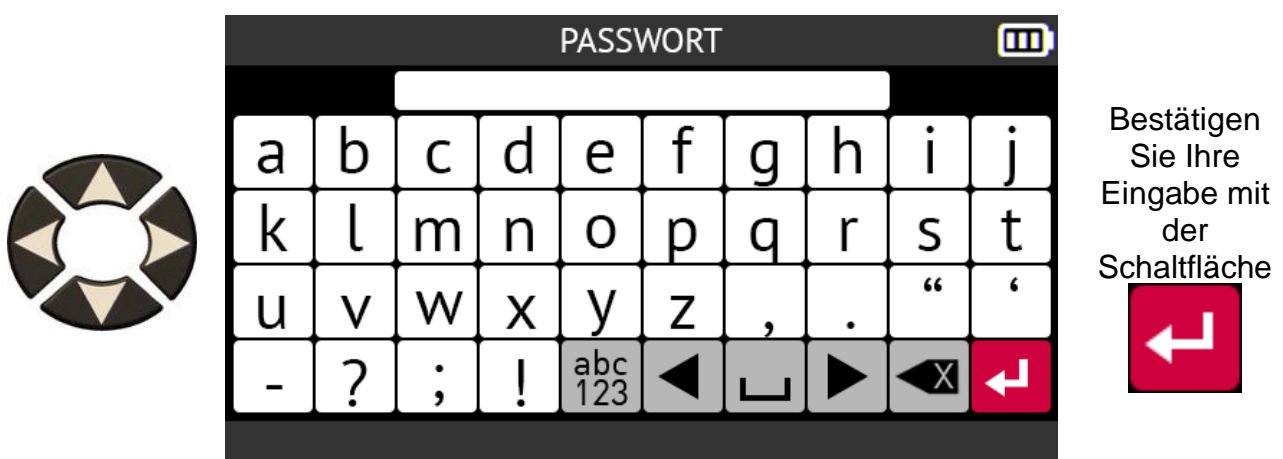 PASSWORT
a b c d e f g h i j
k l m n o p q r s t
u v w x y z , . “ ‘
- ? ; ! abc 123 X
Bestätigen
Sie Ihre
Eingabe mit
der
Schaltfläche